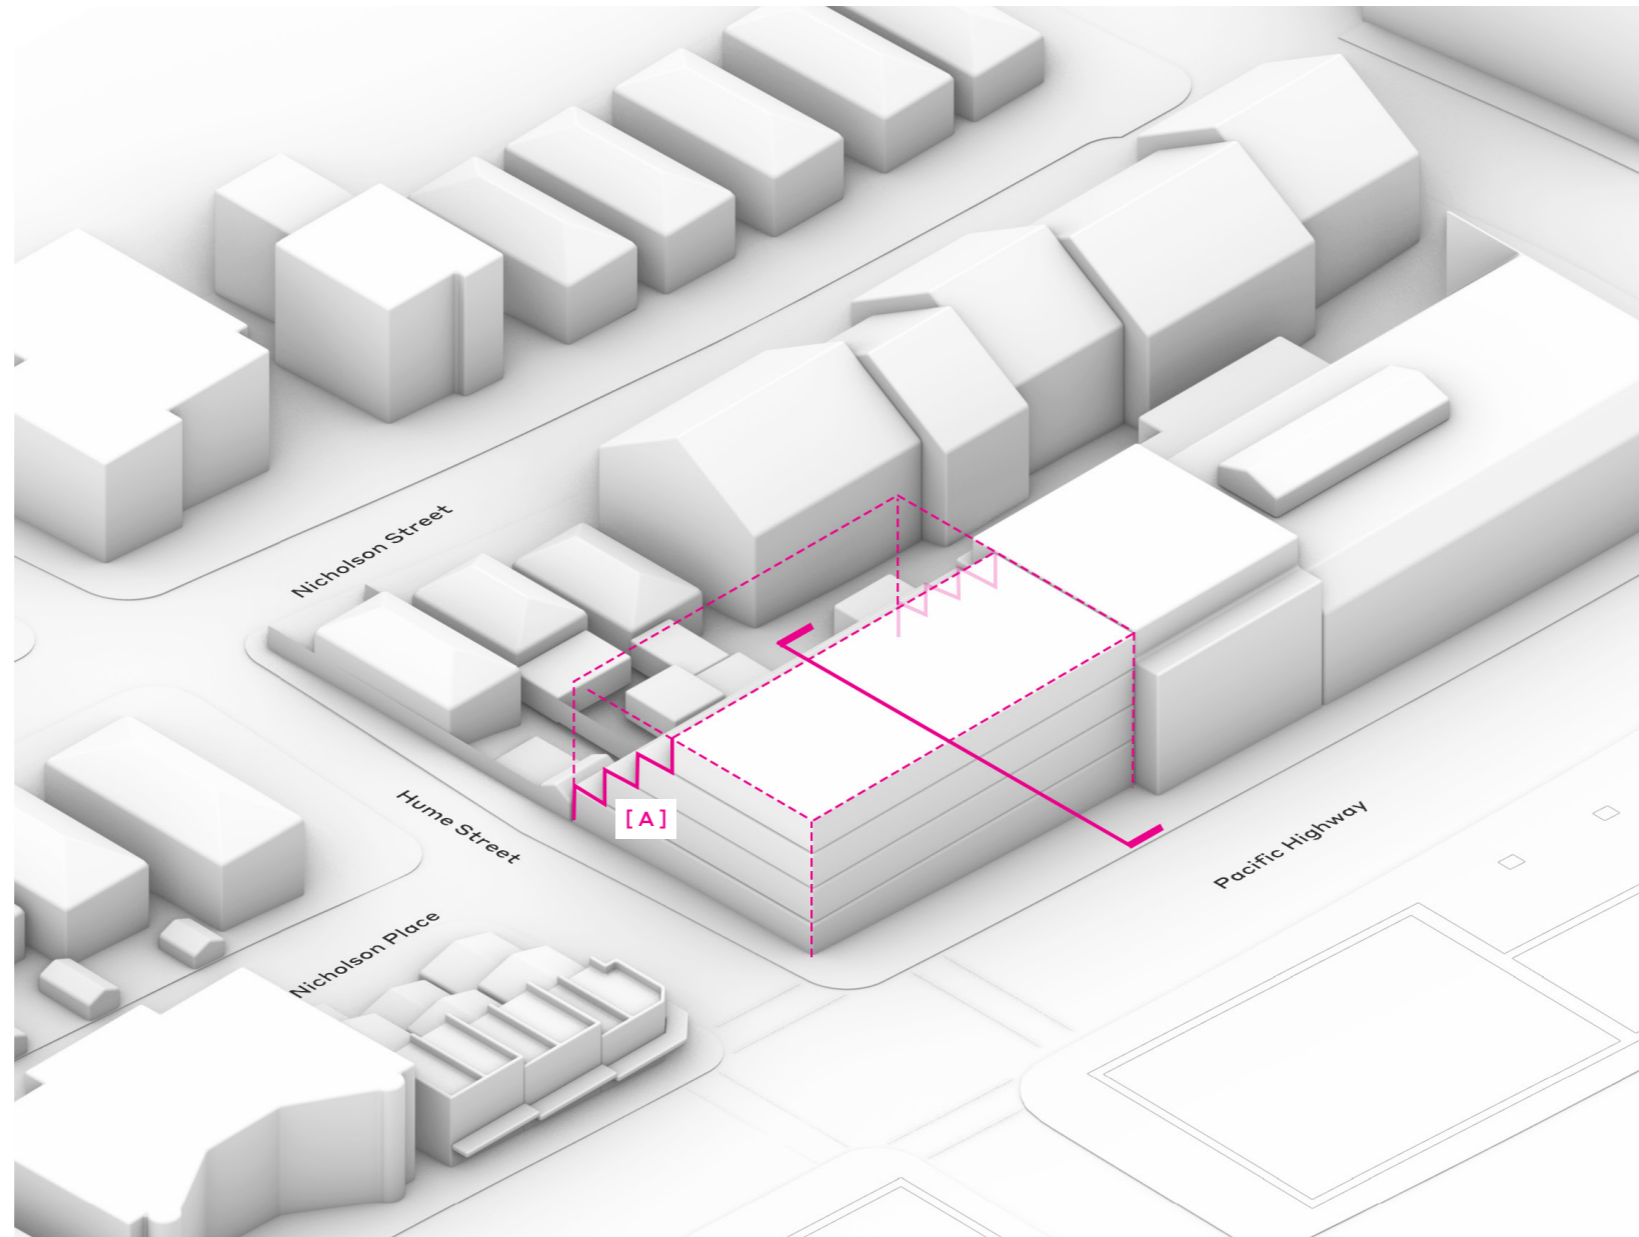 Nicholson Street
[ A ]
Hume Street
Pacific Highway
Nicholson Place